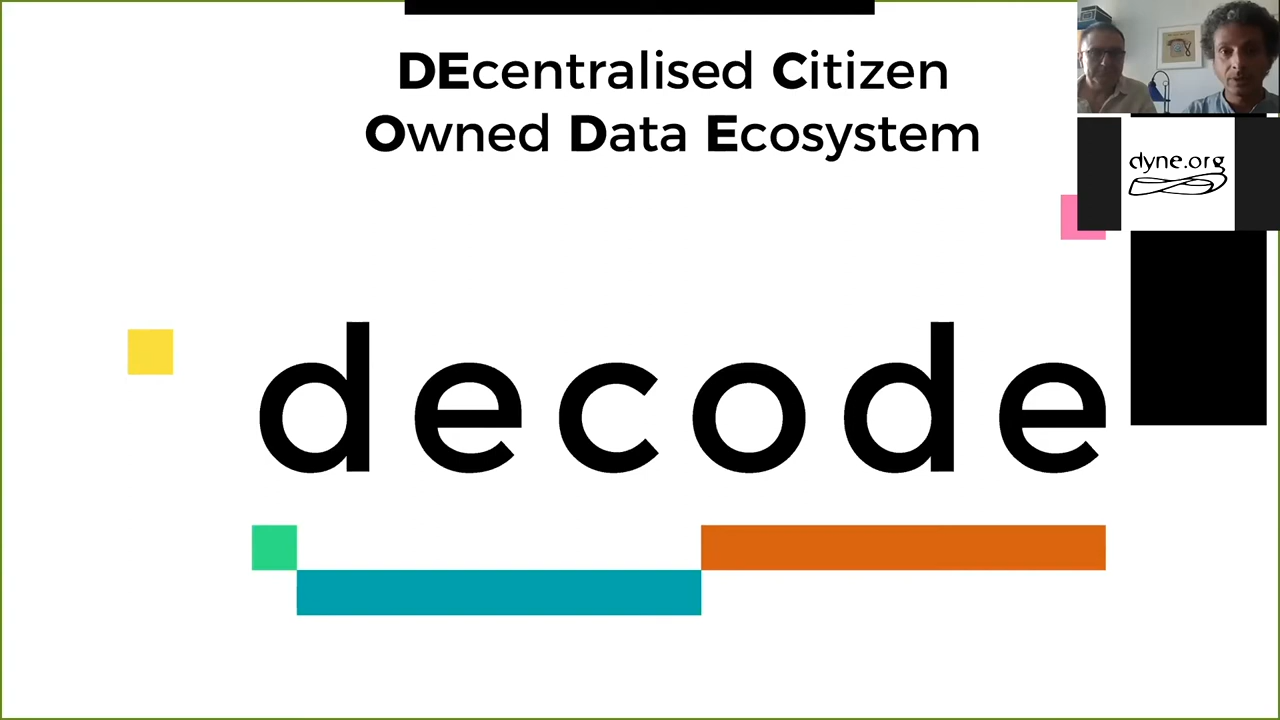 DEcentralised Citizen
Owned Data Ecosystem
dyne.org
decode